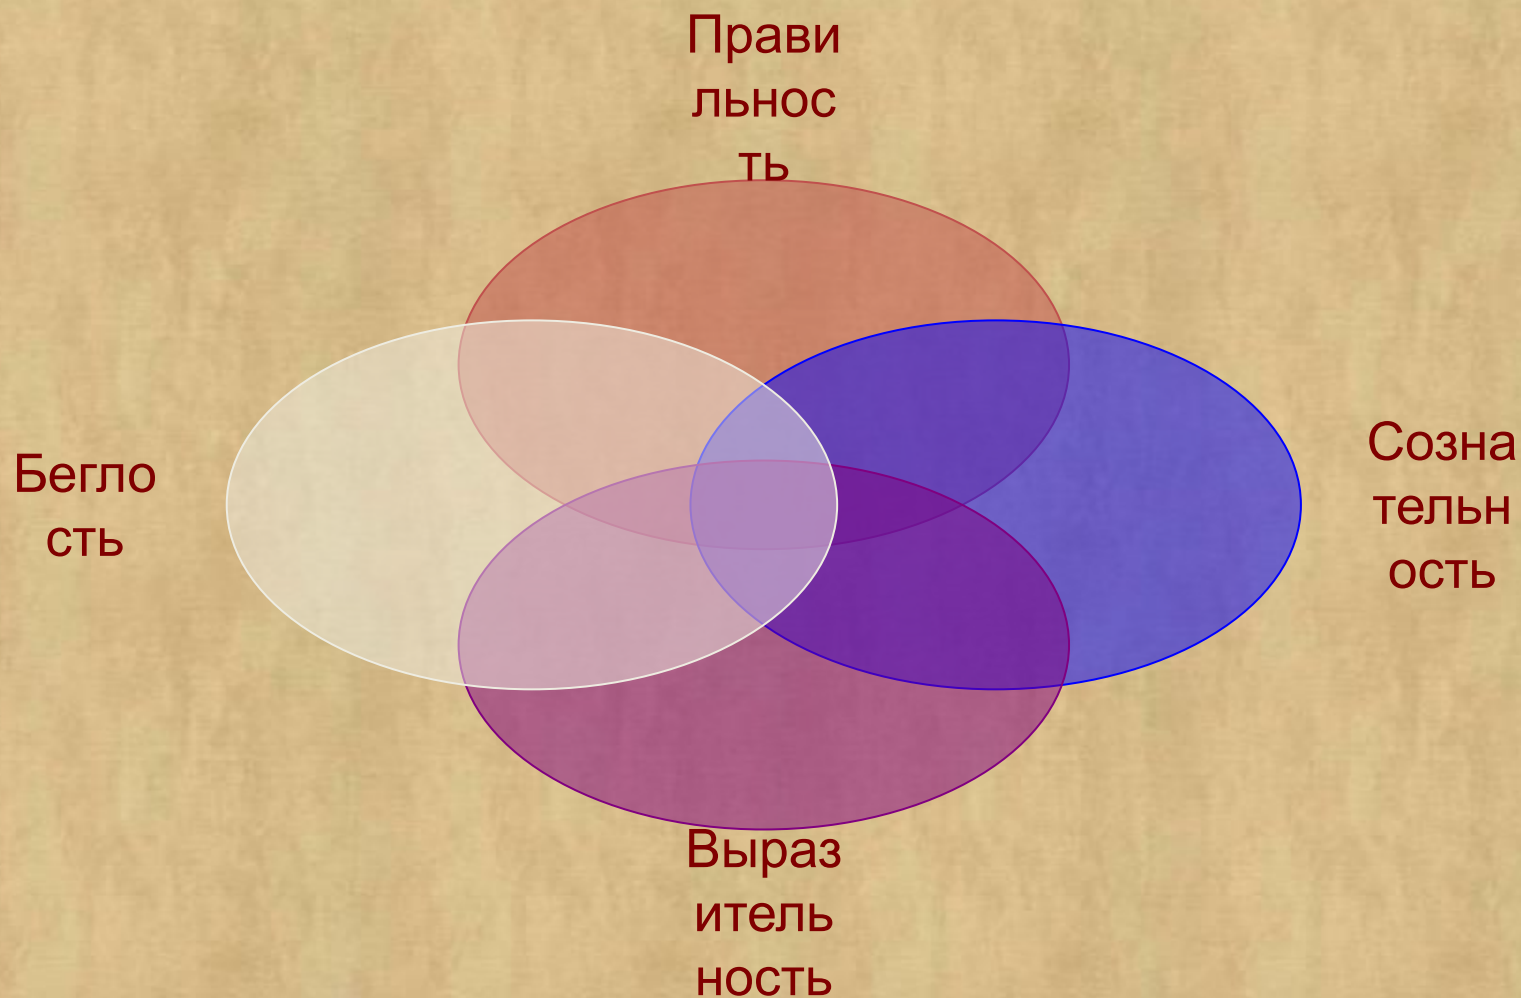 Прави
льнос
ть
Бегло
сть
Созна
тельн
ость
Выраз
итель
ность